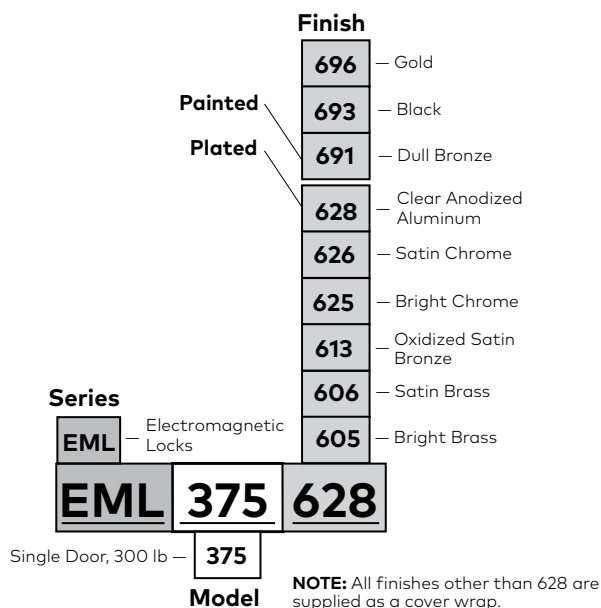 Finish
696 — Gold
Painted
693 — Black
Plated
691 — Dull Bronze
628 — Clear Anodized
Aluminum
626 — Satin Chrome
625 — Bright Chrome
613 — Oxidized Satin
Bronze
606 — Satin Brass
Series
EML — Electromagnetic
Locks
605 — Bright Brass
EML 375 628
Single Door, 300 lb — 375
Model
NOTE: All finishes other than 628 are
supplied as a cover wrap.